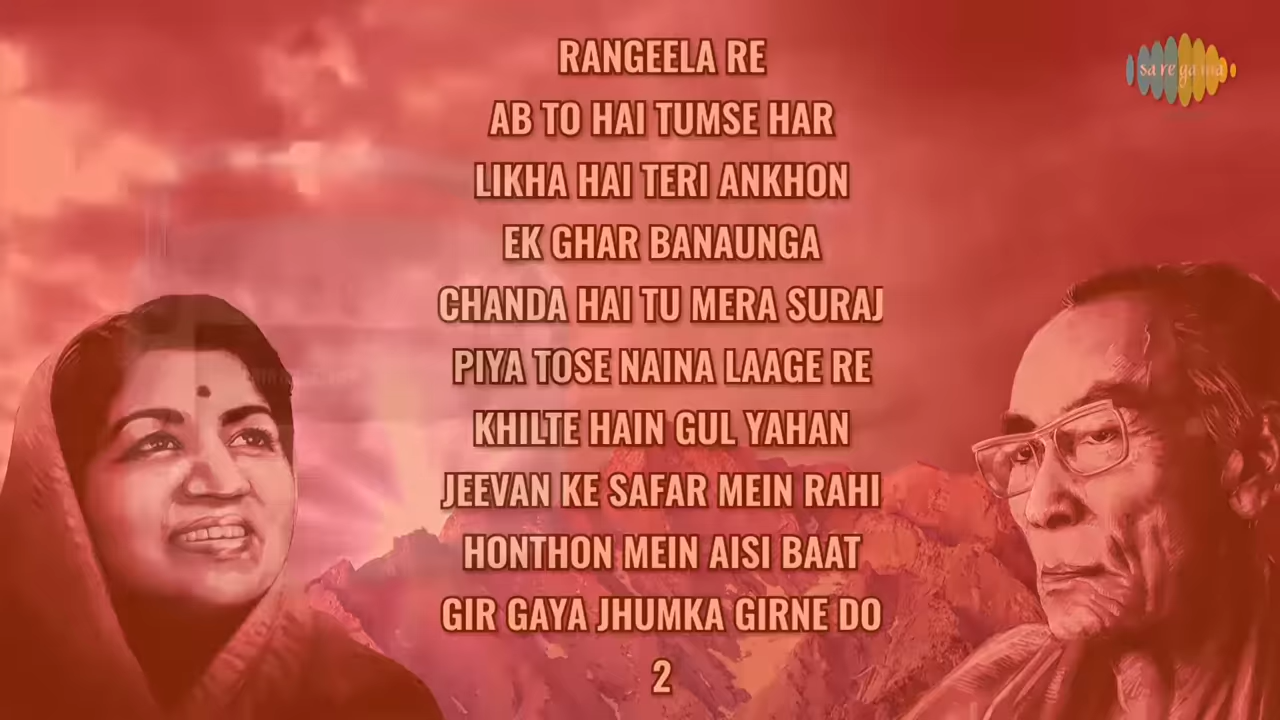 RANGEELA RE
sa re ga ma
AB TO HAI TUMSE HAR
LIKHA HAI TERI ANKHON
EK GHAR BANAUNGA
CHANDA HAI TU MERA SURAJ
PIYA TOSE NAINA LAAGE RE
KHILTE HAIN GUL YAHAN
JEEVAN KE SAFAR MEIN RAHI
HONTHON MEIN AISI BAAT
GIR GAYA JHUMKA GIRNE DO
2